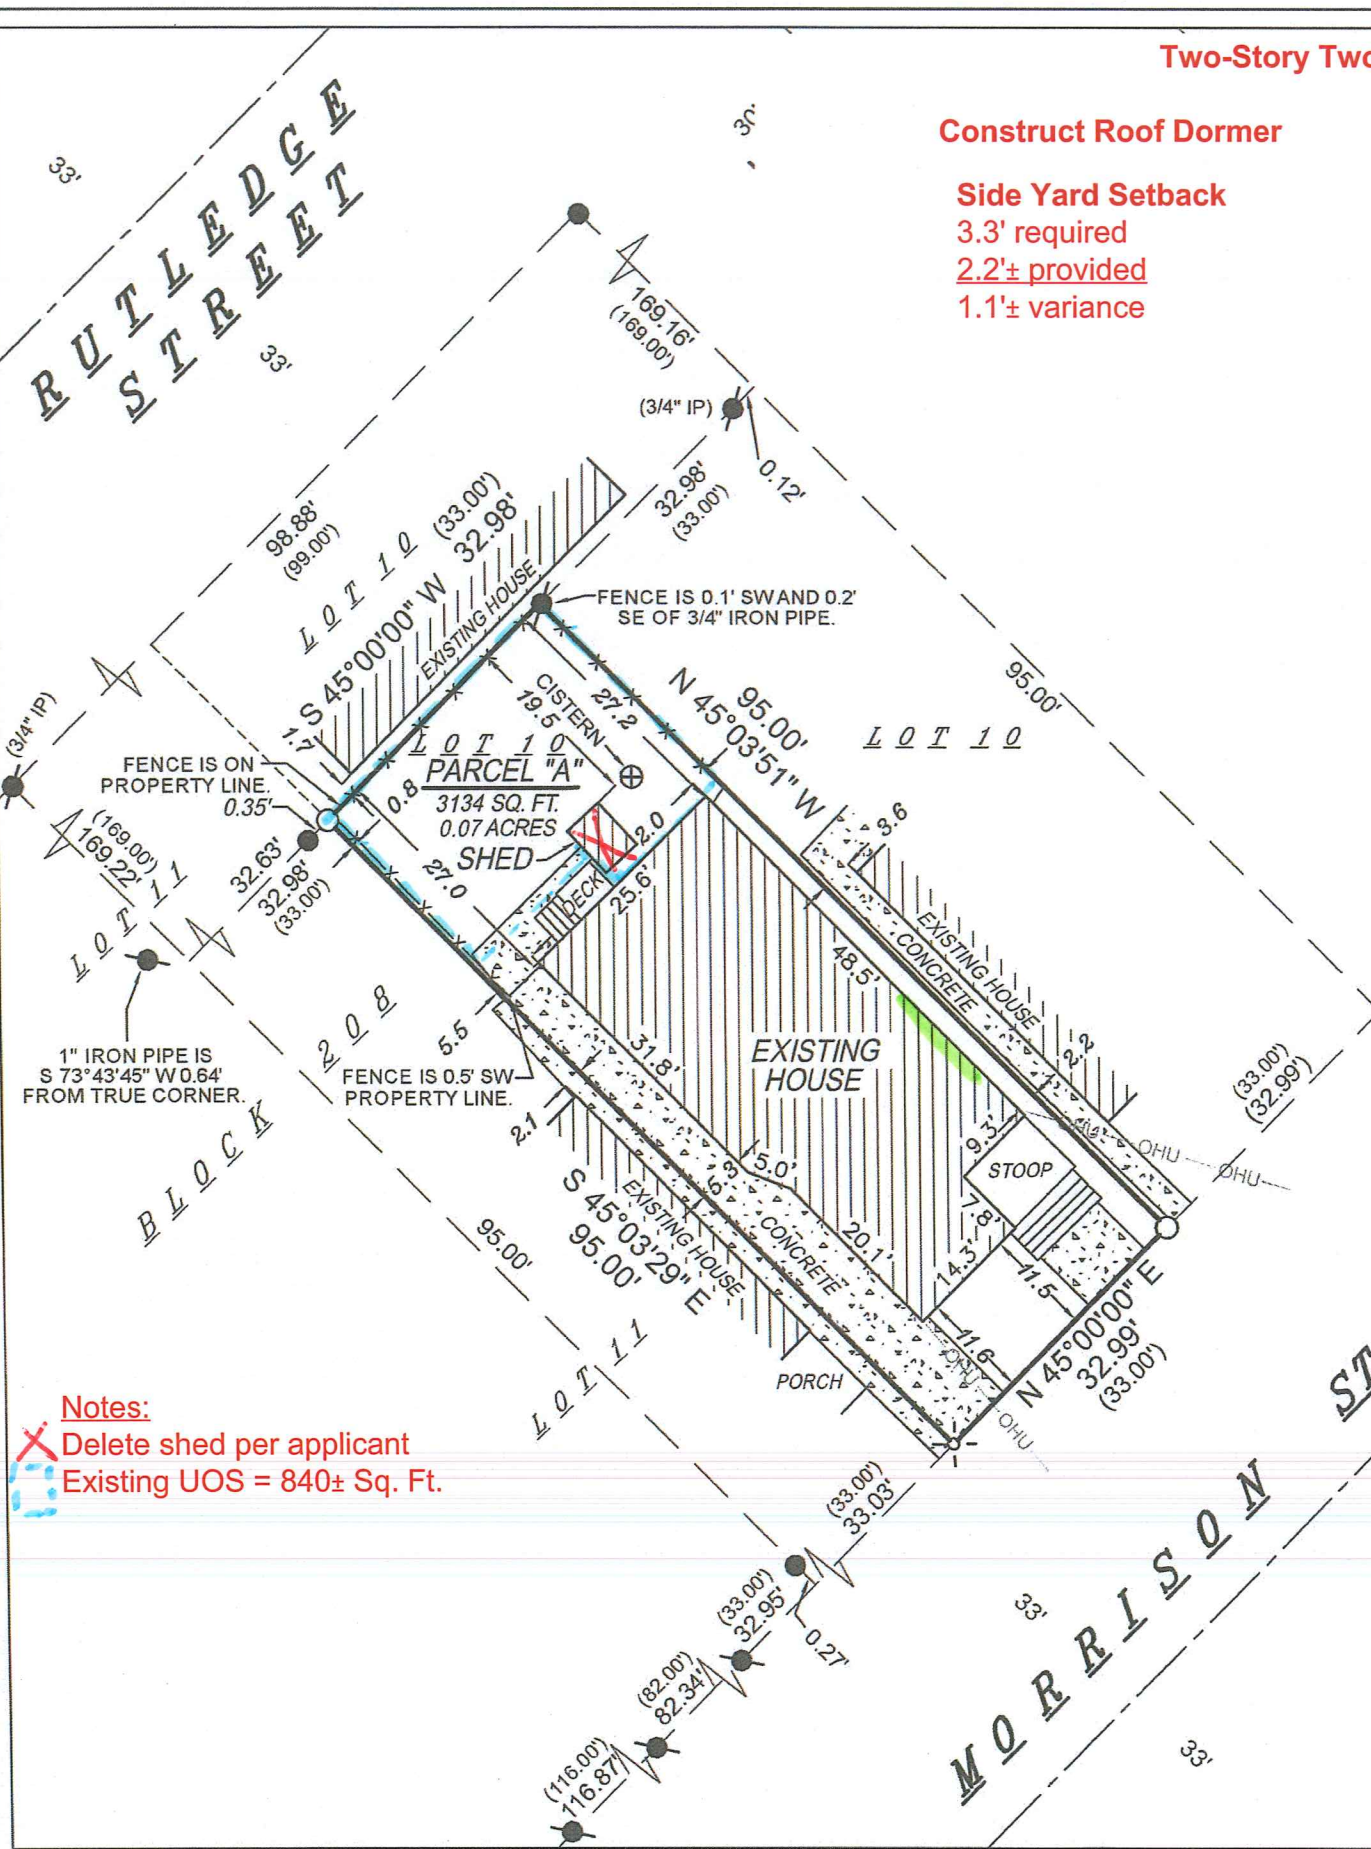 Two-Story Two
Construct Roof Dormer
Side Yard Setback
3.3' required
2.2'± provided
1.1'± variance
RUTLEDGE
STREET
33'
33'
30'
169.16'
(169.00')
(3/4" IP)
0.12'
32.98'
(33.00')
98.88'
(99.00')
LOT 10
(33.00')
32.98'
S 45°00'00" W
EXISTING HOUSE
1.7
FENCE IS 0.1' SW AND 0.2'
SE OF 3/4" IRON PIPE.
(3/4" IP)
FENCE IS ON
PROPERTY LINE.
0.35'
CISTERN
19.5
27.2
N 45°03'51" W
95.00'
95.00'
LOT 10
LOT 10
PARCEL "A"
3134 SQ. FT.
0.07 ACRES
SHED
0.8
27.0
2.0
25.6'
DECK
3.6
(169.00')
169.22'
LOT 11
32.63'
32.98'
(33.00')
1" IRON PIPE IS
S 73°43'45" W 0.64'
FROM TRUE CORNER.
BLOCK 208
5.5
FENCE IS 0.5' SW
PROPERTY LINE.
2.1
31.8'
48.5'
EXISTING
HOUSE
EXISTING HOUSE
CONCRETE
2.2
(33.00')
(32.99')
OHU
OHU
OHU
9.3'
STOOP
7.8'
14.3'
11.5
11.6
5.0'
6.3
20.1'
CONCRETE
EXISTING HOUSE
S 45°03'29" E
95.00'
95.00'
PORCH
LOT 11
OHU
OHU
N 45°00'00" E
32.99'
(33.00')
ST
MORRISON
33'
33'
Notes:
X Delete shed per applicant
Existing UOS = 840± Sq. Ft.
(33.00')
33.03'
0.27'
(33.00')
32.95'
(82.00')
82.34'
(116.00')
116.87'